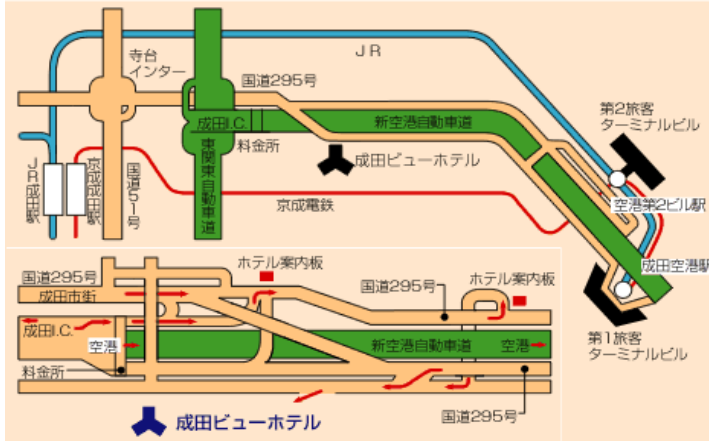 JR
寺台
インター
国道295号
第2旅客
ターミナルビル
成田I.C.
新空港自動車道
料金所
成田ビューホテル
東関東自動車道
国道51号
JR成田駅
京成成田駅
京成電鉄
空港第2ビル駅
成田空港駅
第1旅客
ターミナルビル
ホテル案内板
国道295号
成田市街
ホテル案内板
国道295号
成田I.C.
空港
新空港自動車道
空港
料金所
国道295号
成田ビューホテル